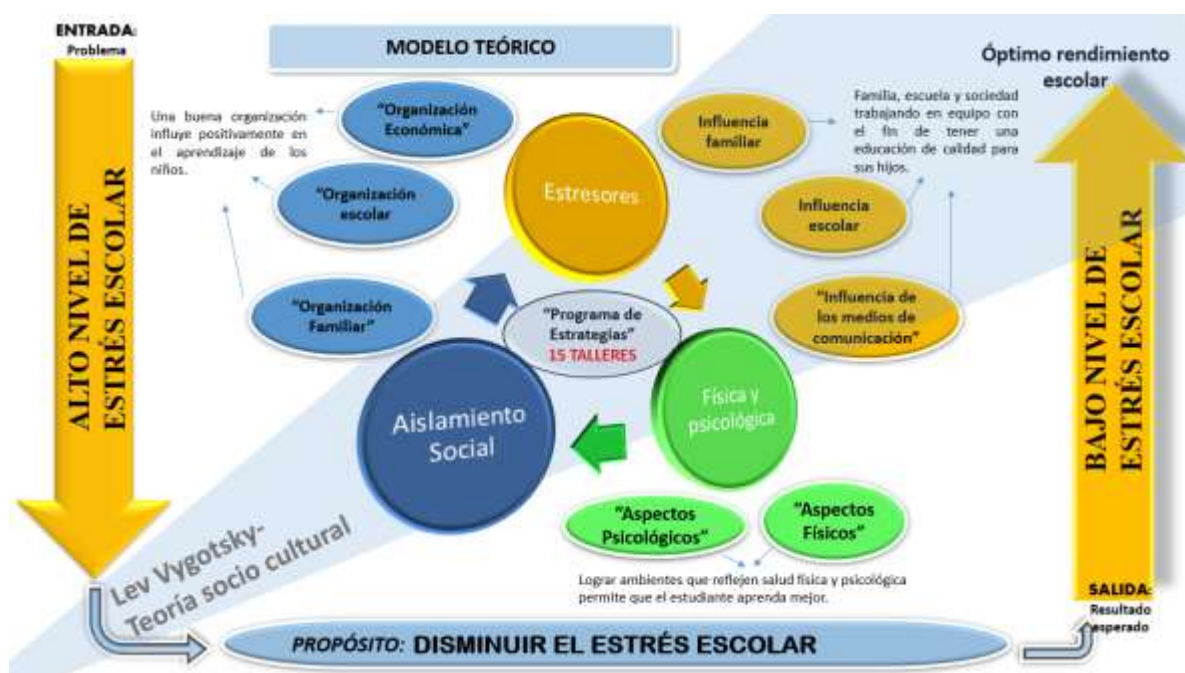 ENTRADA:
Problema
MODELO TEÓRICO
Óptimo rendimiento
escolar
Una buena organización
influye positivamente en
el aprendizaje de los
niños.
"Organización
Económica"
"Organización
escolar
"Organización
Familiar"
Estresores
Influencia
familiar
Influencia
escolar
"Influencia de
los medios de
comunicación"
Familia, escuela y sociedad
trabajando en equipo con
el fin de tener una
educación de calidad para
sus hijos.
ALTO NIVEL DE
ESTRÉS ESCOLAR
"Programa de
Estrategias"
15 TALLERES
Aislamiento
Social
Física y
psicológica
BAJO NIVEL DE
ESTRÉS ESCOLAR
"Aspectos
Psicológicos"
"Aspectos
Físicos"
Lograr ambientes que reflejen salud física y psicológica
permite que el estudiante aprenda mejor.
Lev Vygotsky-
Teoría socio cultural
SALIDA:
Resultado
esperado
PROPÓSITO: DISMINUIR EL ESTRÉS ESCOLAR